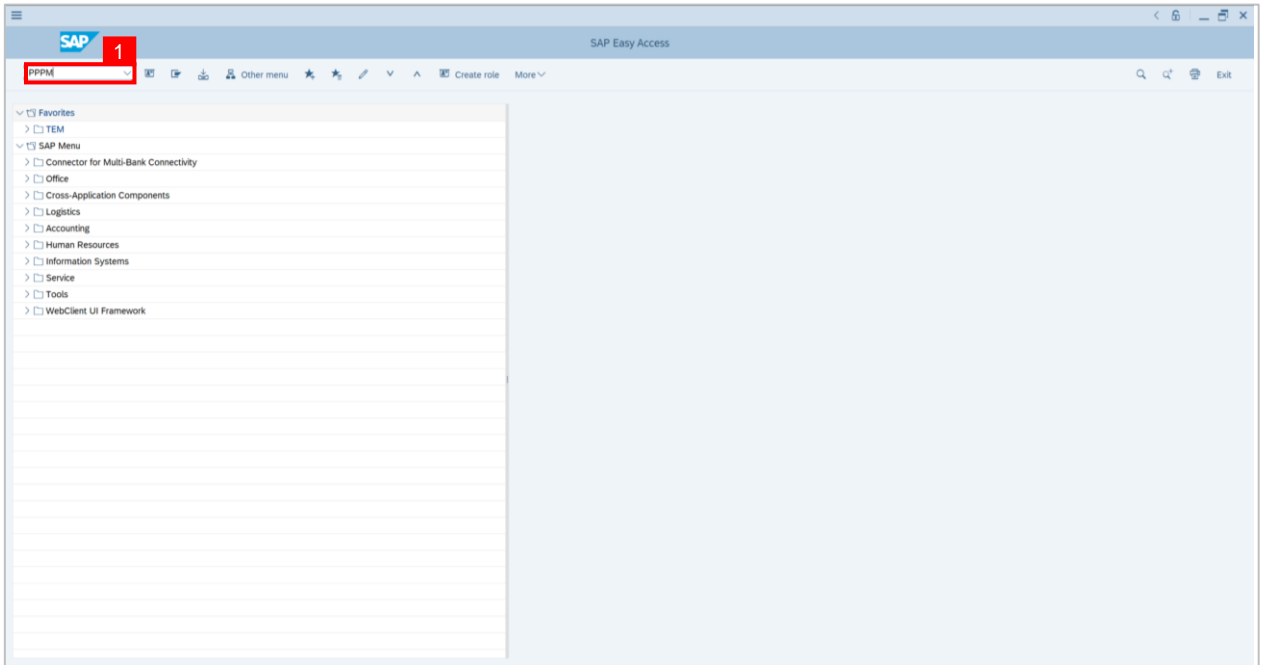 SAP
1
SAP Easy Access
PPPM
Other menu
Create role
More
Exit
Favorites
TEM
SAP Menu
Connector for Multi-Bank Connectivity
Office
Cross-Application Components
Logistics
Accounting
Human Resources
Information Systems
Service
Tools
WebClient UI Framework